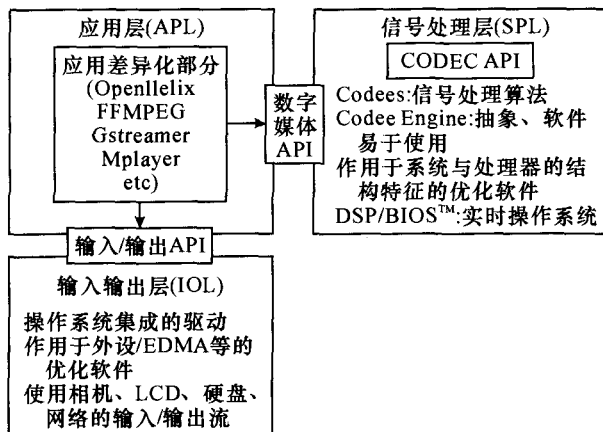 应用层(APL)
应用差异化部分
(Openllelix
FFMPEG
Gstreamer
Mplayer
etc)
数字
媒体
API
信号处理层(SPL)
CODEC API
Codees:信号处理算法
Codee Engine:抽象、软件
易于使用
作用于系统与处理器的结
构特征的优化软件
DSP/BIOS™:实时操作系统
输入/输出API
输入输出层(IOL)
操作系统集成的驱动
作用于外设/EDMA等的
优化软件
使用相机、LCD、硬盘、
网络的输入/输出流